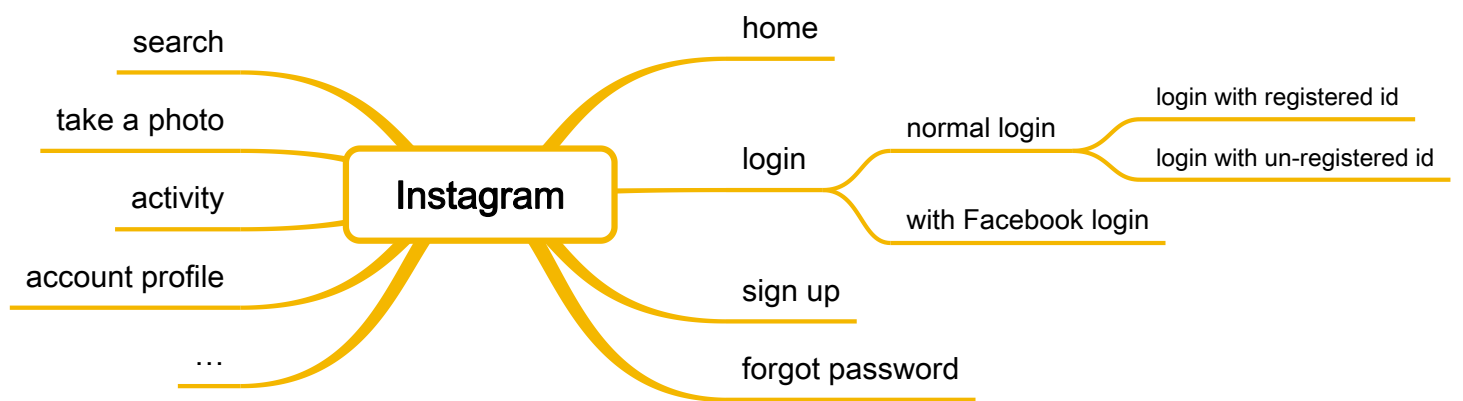 Instagram
home
login
normal login
login with registered id
login with un-registered id
with Facebook login
sign up
forgot password
search
take a photo
activity
account profile
…